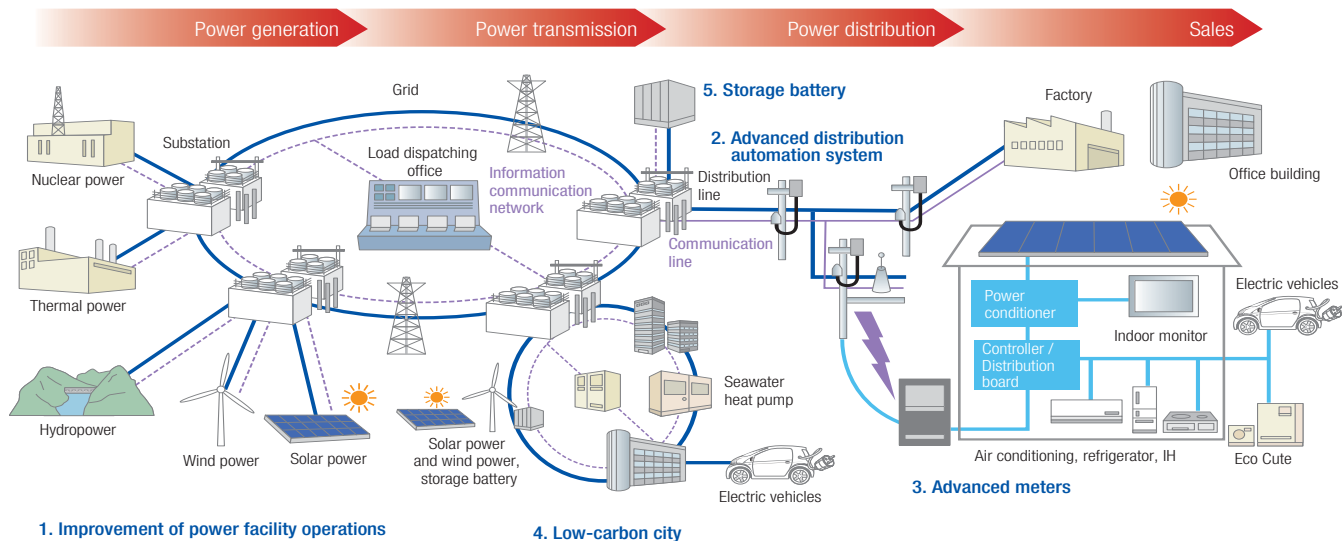 Power generation
Power transmission
Power distribution
Sales
Grid
5. Storage battery
Factory
Substation
2. Advanced distribution
automation system
Load dispatching
office
Information
communication
network
Distribution
line
Nuclear power
Office building
Communication
line
Thermal power
Electric vehicles
Power
conditioner
Indoor monitor
Controller /
Distribution
board
Seawater
heat pump
Hydropower
Wind power
Solar power
Solar power
and wind power,
storage battery
Air conditioning, refrigerator, IH
Eco Cute
Electric vehicles
3. Advanced meters
1. Improvement of power facility operations
4. Low-carbon city